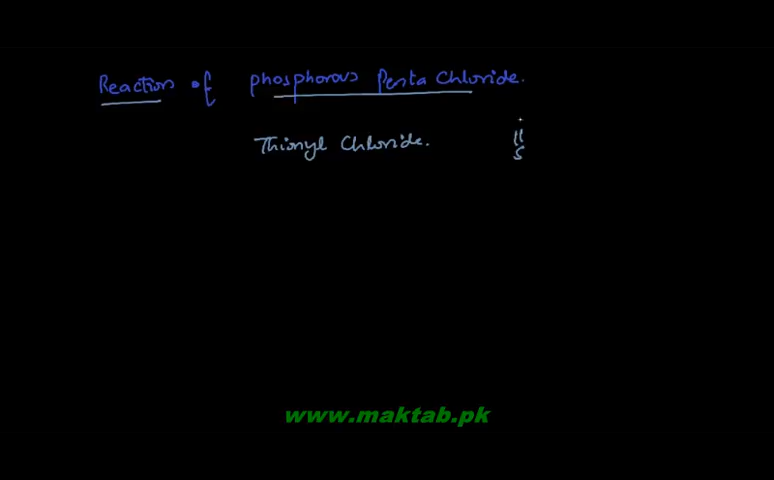 Reaction of phosphorous Penta Chloride.
Thionyl Chloride.
S
www.maktab.pk